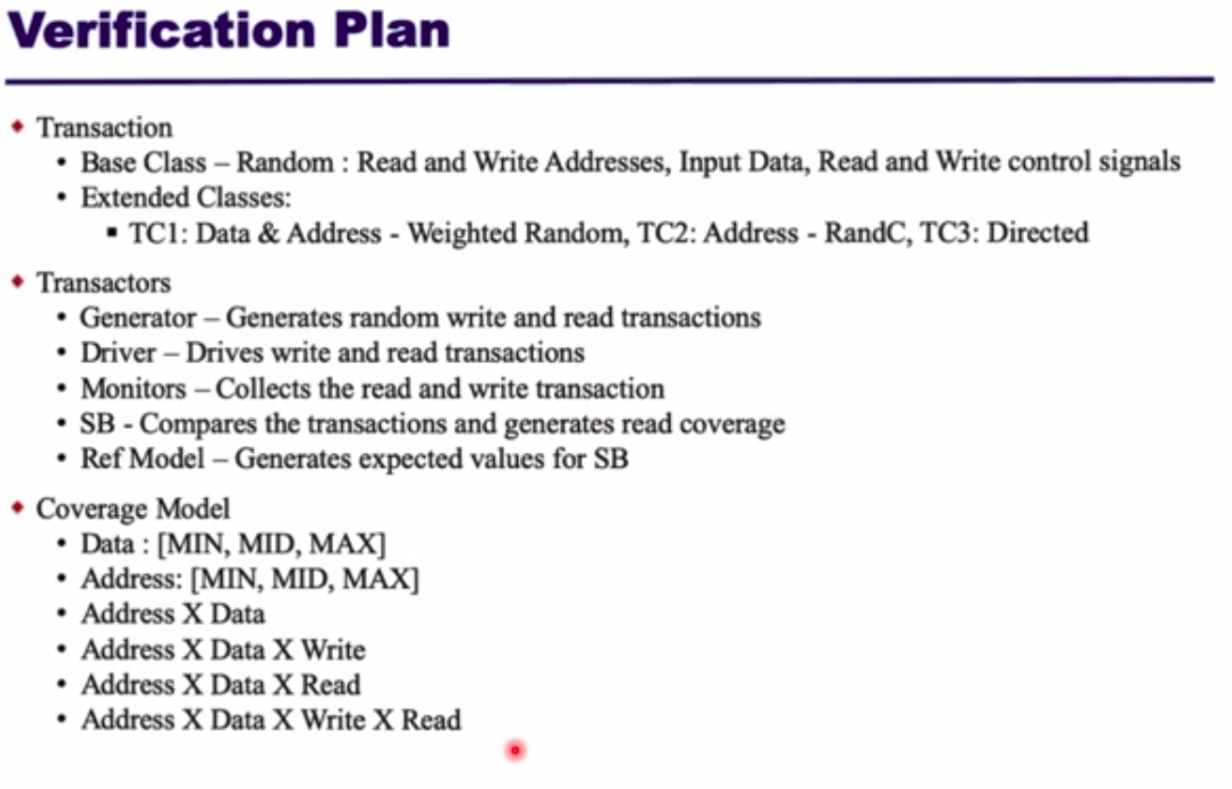 Verification Plan
Transaction
Base Class – Random : Read and Write Addresses, Input Data, Read and Write control signals
Extended Classes:
TC1: Data & Address - Weighted Random, TC2: Address - RandC, TC3: Directed
Transactors
Generator – Generates random write and read transactions
Driver – Drives write and read transactions
Monitors – Collects the read and write transaction
SB - Compares the transactions and generates read coverage
Ref Model – Generates expected values for SB
Coverage Model
Data : [MIN, MID, MAX]
Address: [MIN, MID, MAX]
Address X Data
Address X Data X Write
Address X Data X Read
Address X Data X Write X Read